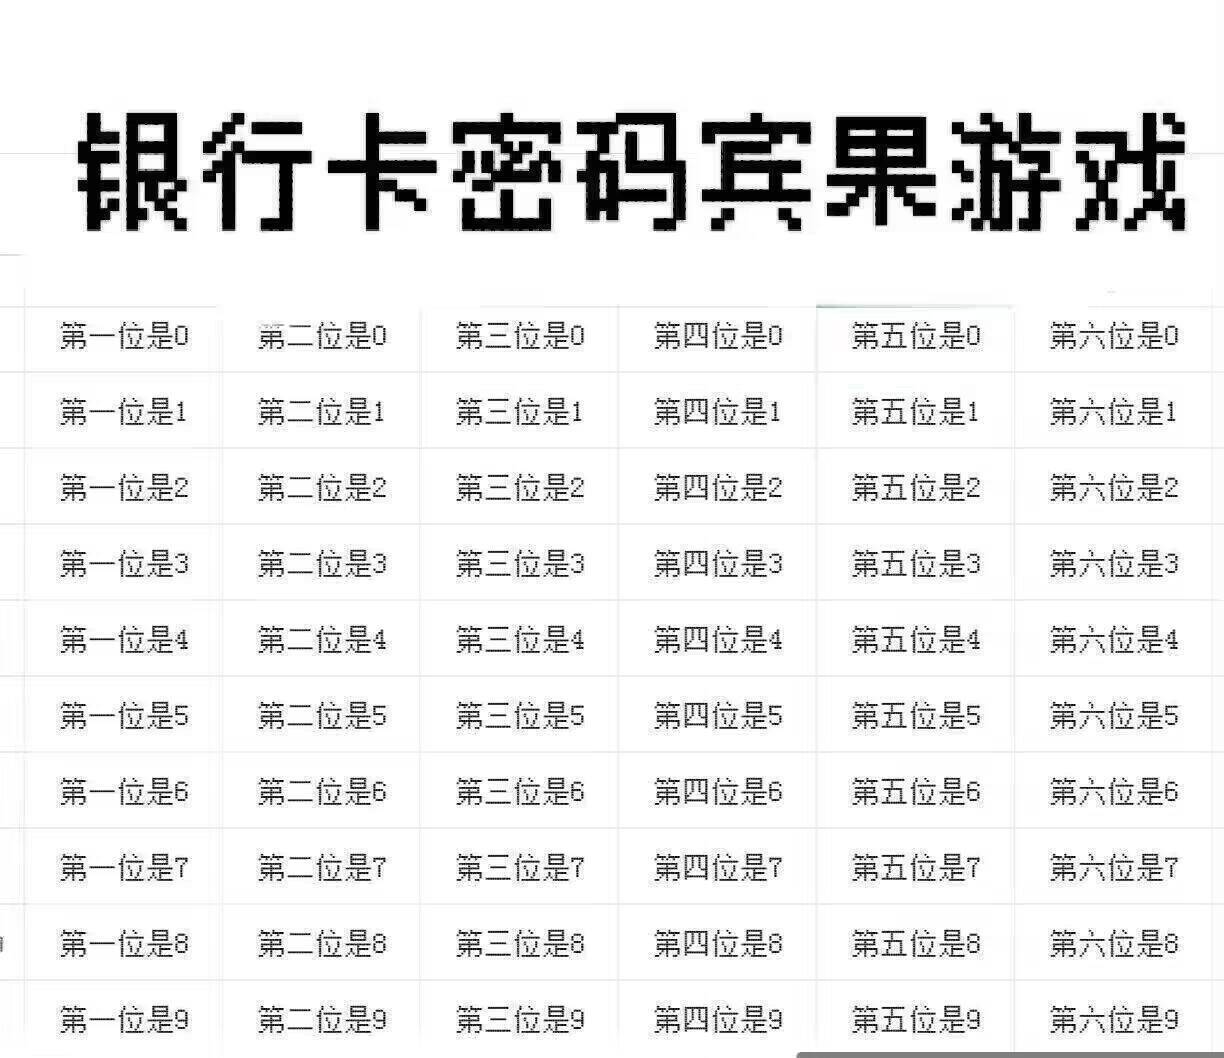 银行卡密码宾果游戏
第一位是0 第二位是0 第三位是0 第四位是0 第五位是0 第六位是0
第一位是1 第二位是1 第三位是1 第四位是1 第五位是1 第六位是1
第一位是2 第二位是2 第三位是2 第四位是2 第五位是2 第六位是2
第一位是3 第二位是3 第三位是3 第四位是3 第五位是3 第六位是3
第一位是4 第二位是4 第三位是4 第四位是4 第五位是4 第六位是4
第一位是5 第二位是5 第三位是5 第四位是5 第五位是5 第六位是5
第一位是6 第二位是6 第三位是6 第四位是6 第五位是6 第六位是6
第一位是7 第二位是7 第三位是7 第四位是7 第五位是7 第六位是7
第一位是8 第二位是8 第三位是8 第四位是8 第五位是8 第六位是8
第一位是9 第二位是9 第三位是9 第四位是9 第五位是9 第六位是9